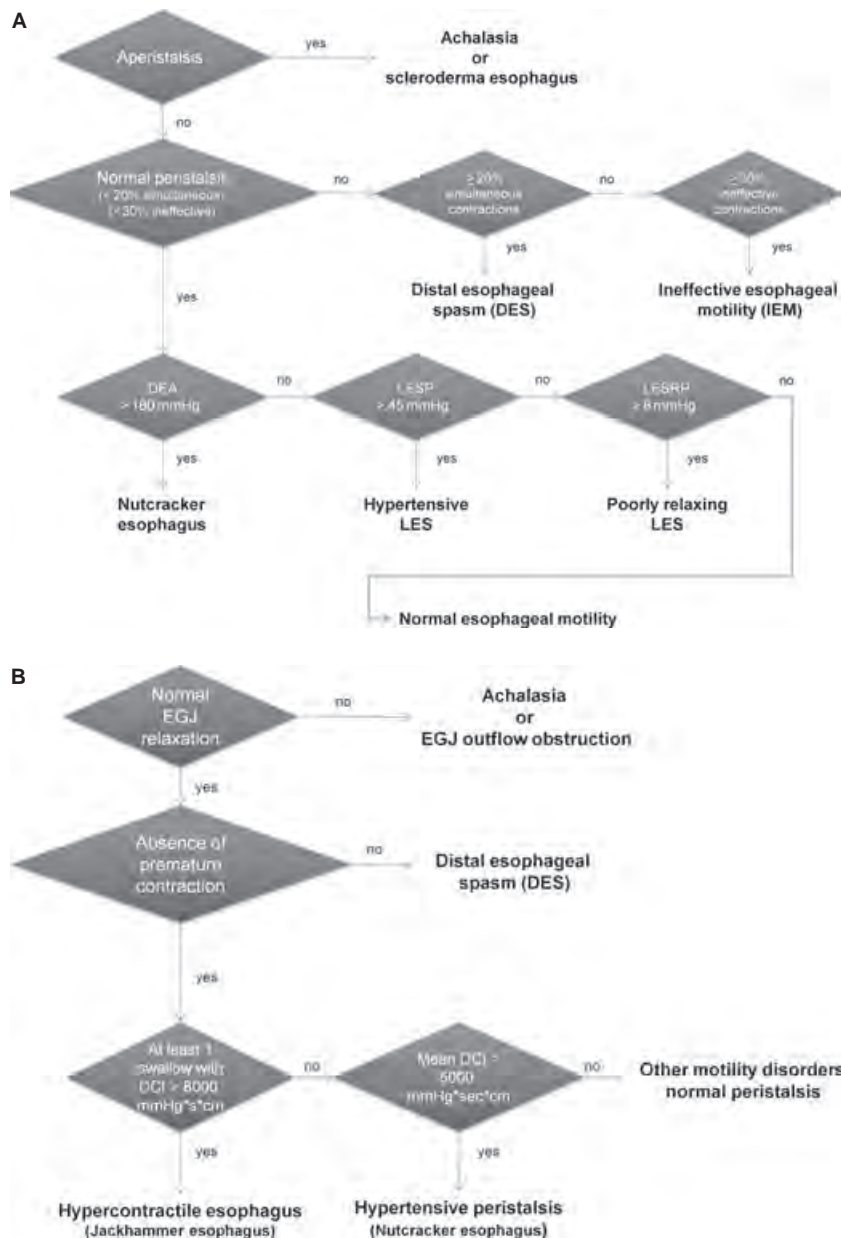 A
Aperistalsis
yes
Achalasia
or
scleroderma esophagus
no
Normal peristalsis
(< 20% simultaneous)
(< 30% ineffective)
no
≥ 20%
simultaneous
contractions
no
≥ 30%
ineffective
contractions
yes
yes
yes
Distal esophageal
spasm (DES)
Ineffective esophageal
motility (IEM)
DEA
> 180 mmHg
no
LESP
> 45 mmHg
no
LESRP
≥ 8 mmHg
no
yes
yes
yes
Nutcracker
esophagus
Hypertensive
LES
Poorly relaxing
LES
Normal esophageal motility
B
Normal
EGJ
relaxation
no
Achalasia
or
EGJ outflow obstruction
yes
Absence of
prematum
contraction
no
Distal esophageal
spasm (DES)
yes
At least 1
swallow with
DCI > 8000
mmHg*s*cm
no
Mean DCI >
5000
mmHg*sec*cm
no
Other motility disorders
normal peristalsis
yes
yes
Hypercontractile esophagus
(Jackhammer esophagus)
Hypertensive peristalsis
(Nutcracker esophagus)